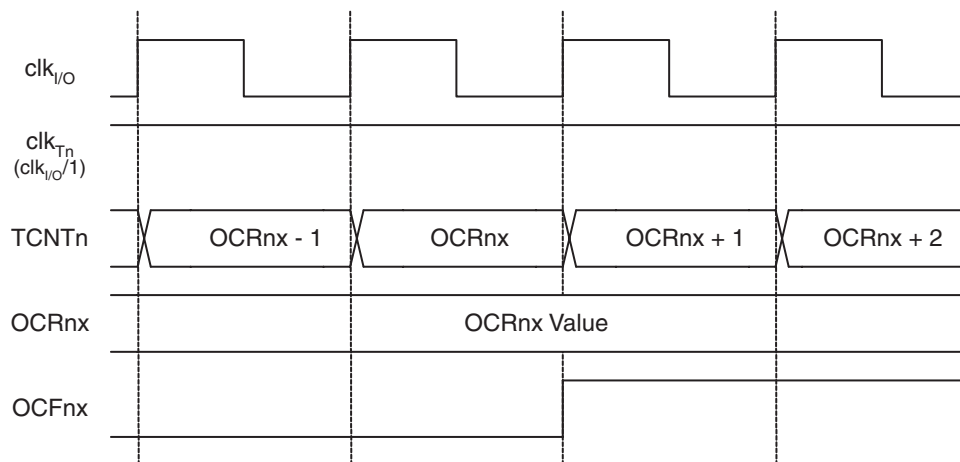 clkI/O
clkTn
(clkI/O/1)
TCNTn
OCRnx - 1
OCRnx
OCRnx + 1
OCRnx + 2
OCRnx
OCRnx Value
OCFnx